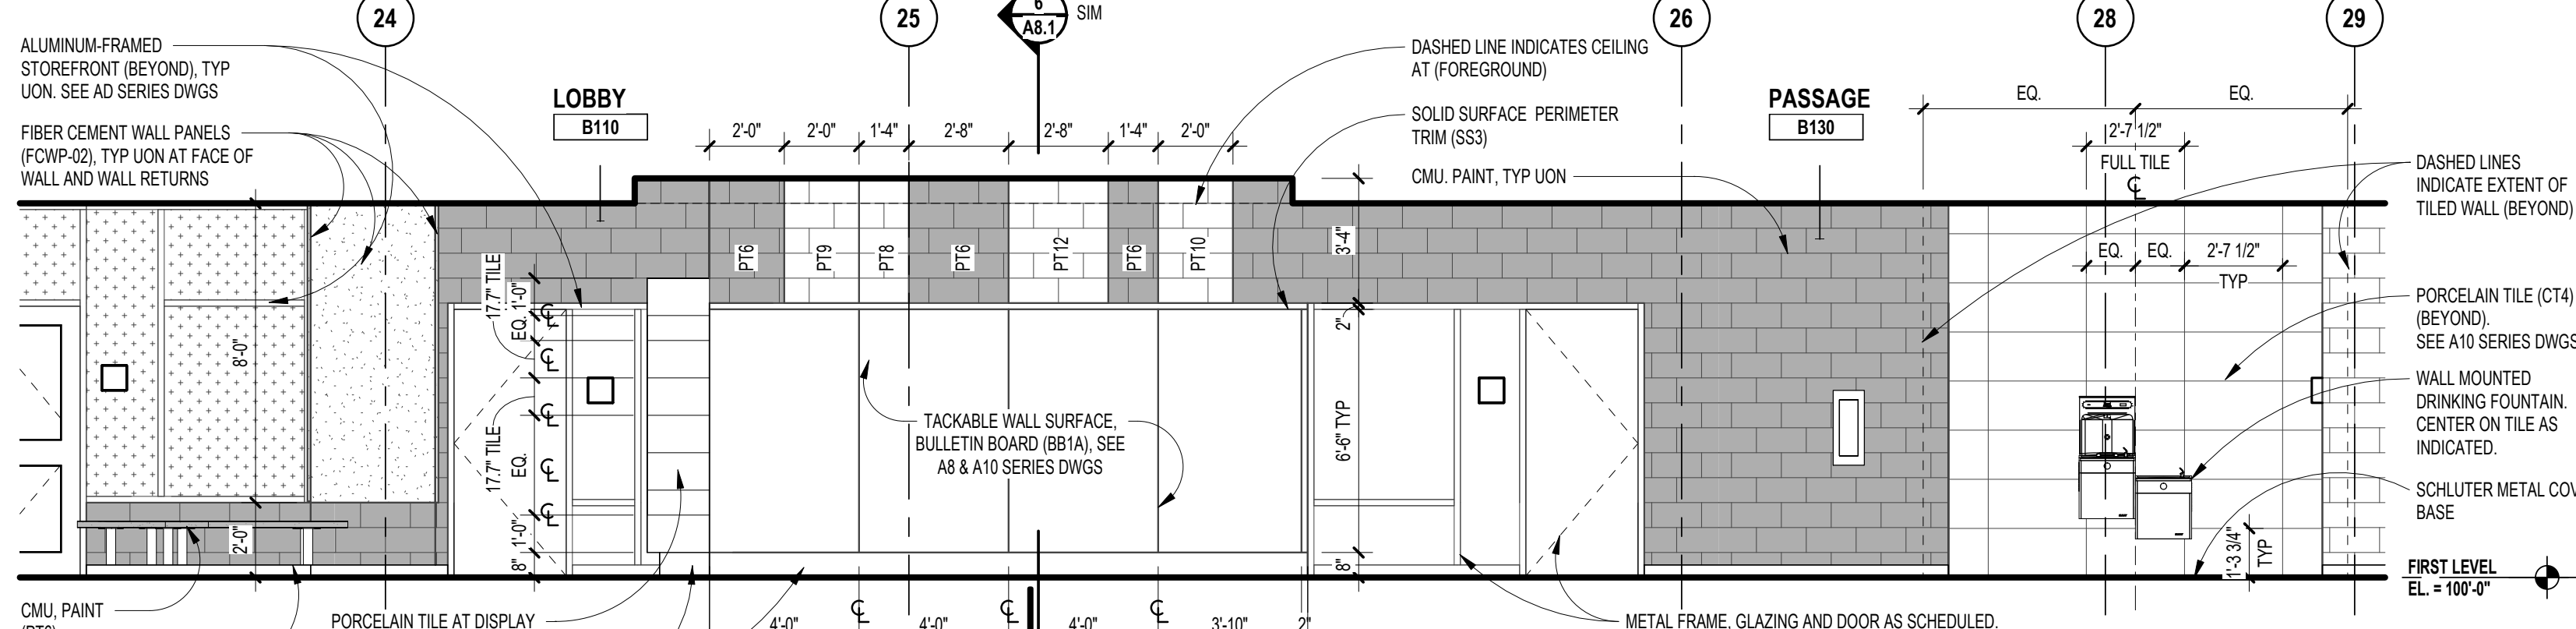 24
25
6
A8.1
SIM
26
28
29
ALUMINUM-FRAMED
STOREFRONT (BEYOND), TYP
UON. SEE AD SERIES DWGS
FIBER CEMENT WALL PANELS
(FCWP-02), TYP UON AT FACE OF
WALL AND WALL RETURNS
LOBBY
B110
2'-0"
2'-0"
1'-4"
2'-8"
2'-8"
1'-4"
2'-0"
DASHED LINE INDICATES CEILING
AT (FOREGROUND)
SOLID SURFACE PERIMETER
TRIM (SS3)
CMU. PAINT, TYP UON
PASSAGE
B130
EQ.
EQ.
2'-7 1/2"
FULL TILE
℄
EQ.
EQ.
2'-7 1/2"
TYP
DASHED LINES
INDICATE EXTENT OF
TILED WALL (BEYOND)
PORCELAIN TILE (CT4)
(BEYOND).
SEE A10 SERIES DWGS
WALL MOUNTED
DRINKING FOUNTAIN.
CENTER ON TILE AS
INDICATED.
SCHLUTER METAL COV
BASE
FIRST LEVEL
EL. = 100'-0"
PT6
PT9
PT8
PT6
PT12
PT6
PT10
8'-0"
2'-0"
17.7" TILE
17.7" TILE
1'-0"
EQ.
EQ.
1'-0"
8"
℄
℄
℄
℄
℄
TACKABLE WALL SURFACE,
BULLETIN BOARD (BB1A), SEE
A8 & A10 SERIES DWGS
3'-4"
2"
6'-6" TYP
8"
1'-3 3/4"
TYP
CMU, PAINT
PORCELAIN TILE AT DISPLAY
4'-0"
℄
4'-0"
℄
4'-0"
℄
3'-10"
2"
METAL FRAME, GLAZING AND DOOR AS SCHEDULED.